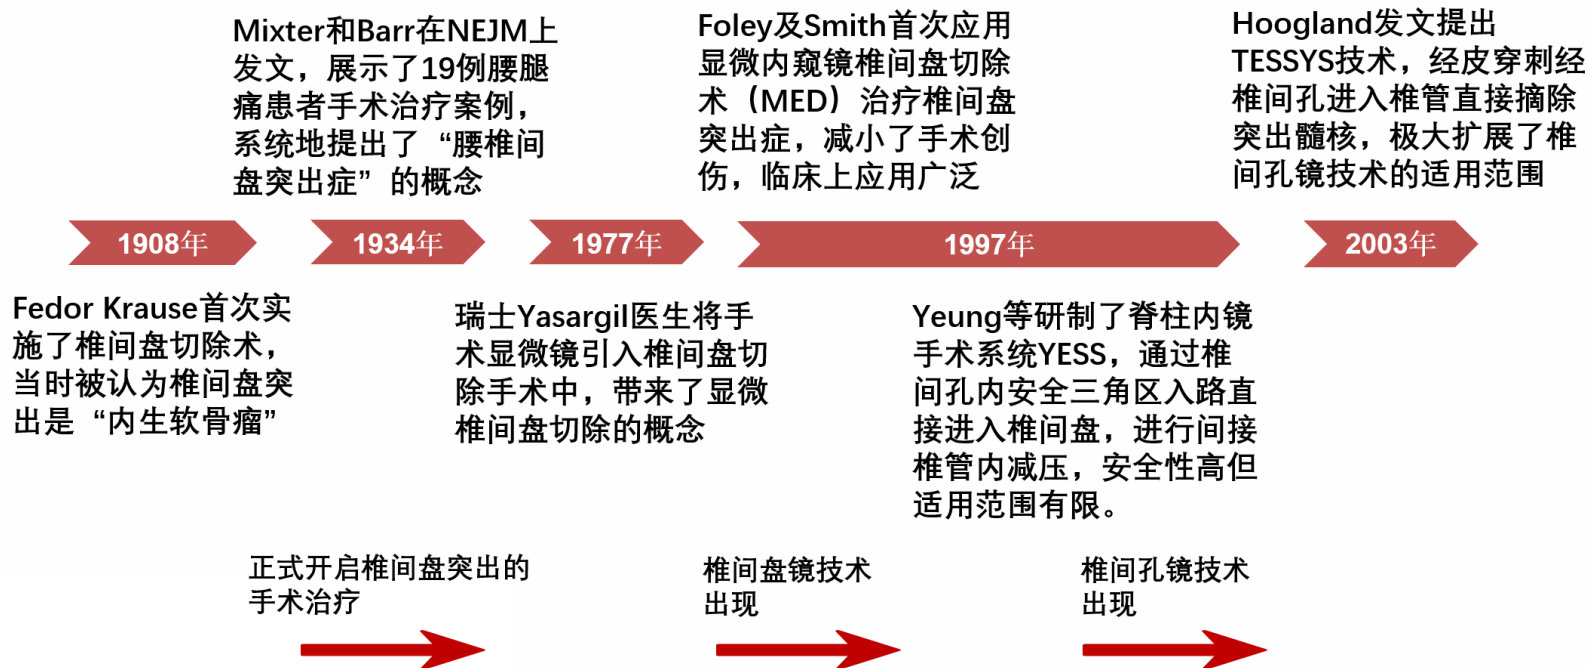 Mixter和Barr在NEJM上
发文，展示了19例腰腿
痛患者手术治疗案例，
系统地提出了“腰椎间
盘突出症”的概念
Foley及Smith首次应用
显微内窥镜椎间盘切除
术（MED）治疗椎间盘
突出症，减小了手术创
伤，临床上应用广泛
Hoogland发文提出
TESSYS技术，经皮穿刺经
椎间孔进入椎管直接摘除
突出髓核，极大扩展了椎
间孔镜技术的适用范围
1908年
1934年
1977年
1997年
2003年
Fedor Krause首次实
施了椎间盘切除术，
当时被认为椎间盘突
出是“内生软骨瘤”
瑞士Yasargil医生将手
术显微镜引入椎间盘切
除手术中，带来了显微
椎间盘切除的概念
Yeung等研制了脊柱内镜
手术系统YESS，通过椎
间孔内安全三角区入路直
接进入椎间盘，进行间接
椎管内减压，安全性高但
适用范围有限。
正式开启椎间盘突出的
手术治疗
椎间盘镜技术
出现
椎间孔镜技术
出现